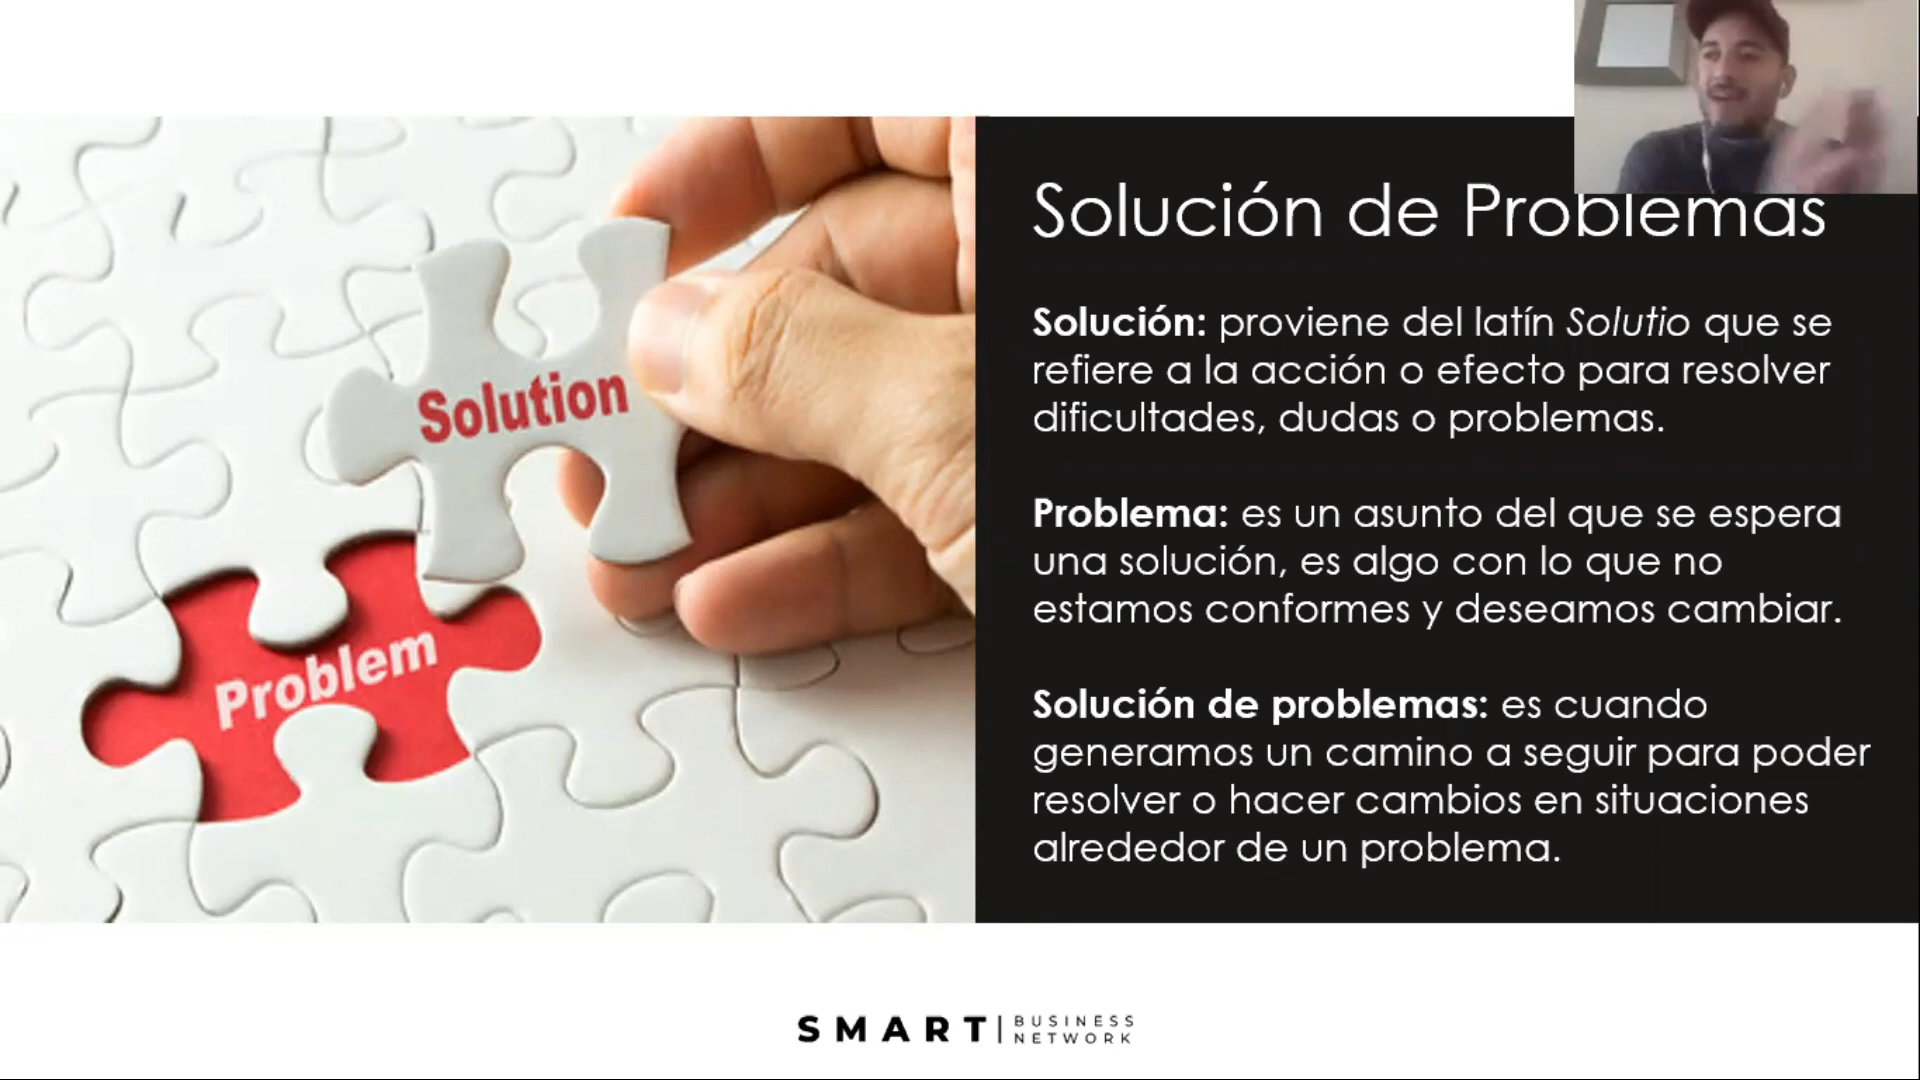 Solución de Problemas
Solution
Problem
Solución: proviene del latín Solutio que se
refiere a la acción o efecto para resolver
dificultades, dudas o problemas.
Problema: es un asunto del que se espera
una solución, es algo con lo que no
estamos conformes y deseamos cambiar.
Solución de problemas: es cuando
generamos un camino a seguir para poder
resolver o hacer cambios en situaciones
alrededor de un problema.
SMART
BUSINESS
NETWORK